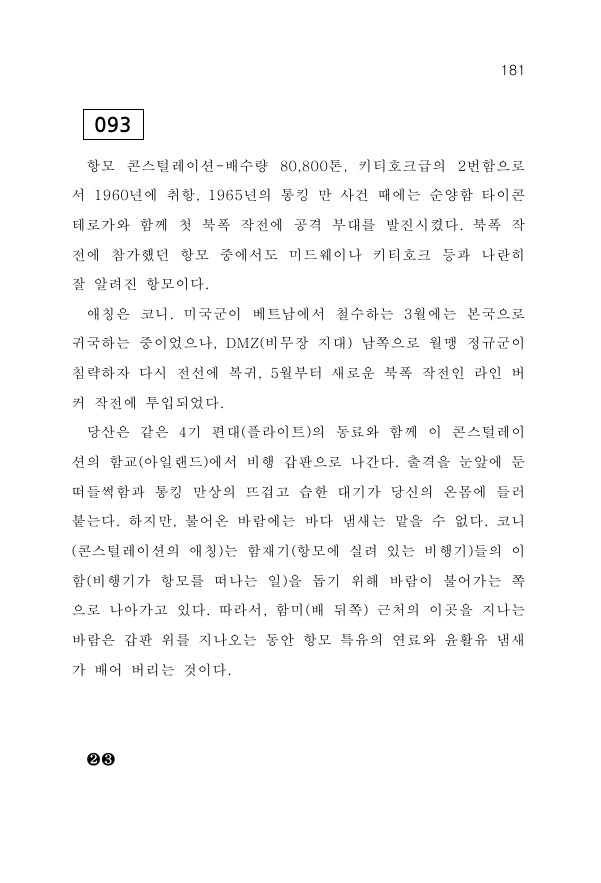 181
093
항모 콘스털레이션-배수량 80,800톤, 키티호크급의 2번함으로
서 1960년에 취항, 1965년의 통킹 만 사건 때에는 순양함 타이콘
테로가와 함께 첫 북폭 작전에 공격 부대를 발진시켰다. 북폭 작
전에 참가했던 항모 중에서도 미드웨이나 키티호크 등과 나란히
잘 알려진 항모이다.
애칭은 코니. 미국군이 베트남에서 철수하는 3월에는 본국으로
귀국하는 중이었으나, DMZ(비무장 지대) 남쪽으로 월맹 정규군이
침략하자 다시 전선에 복귀, 5월부터 새로운 북폭 작전인 라인 버
커 작전에 투입되었다.
당산은 같은 4기 편대(플라이트)의 동료와 함께 이 콘스털레이
션의 함교(아일랜드)에서 비행 갑판으로 나간다. 출격을 눈앞에 둔
떠들썩함과 통킹 만상의 뜨겁고 습한 대기가 당신의 온몸에 들러
붙는다. 하지만, 불어온 바람에는 바다 냄새는 맡을 수 없다. 코니
(콘스털레이션의 애칭)는 함재기(항모에 실려 있는 비행기)들의 이
함(비행기가 항모를 떠나는 일)을 돕기 위해 바람이 불어가는 쪽
으로 나아가고 있다. 따라서, 함미(배 뒤쪽) 근처의 이곳을 지나는
바람은 갑판 위를 지나오는 동안 항모 특유의 연료와 윤활유 냄새
가 배어 버리는 것이다.
❷❸